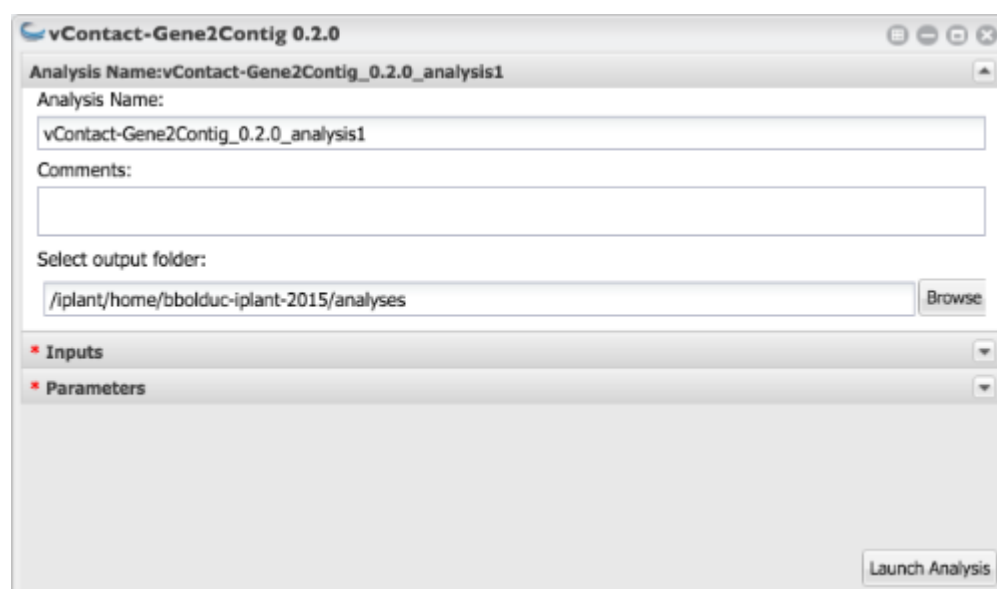 vContact-Gene2Contig 0.2.0
Analysis Name:vContact-Gene2Contig_0.2.0_analysis1
Analysis Name:
vContact-Gene2Contig_0.2.0_analysis1
Comments:
Select output folder:
/iplant/home/bbolduc-iplant-2015/analyses
Browse
* Inputs
* Parameters
Launch Analysis